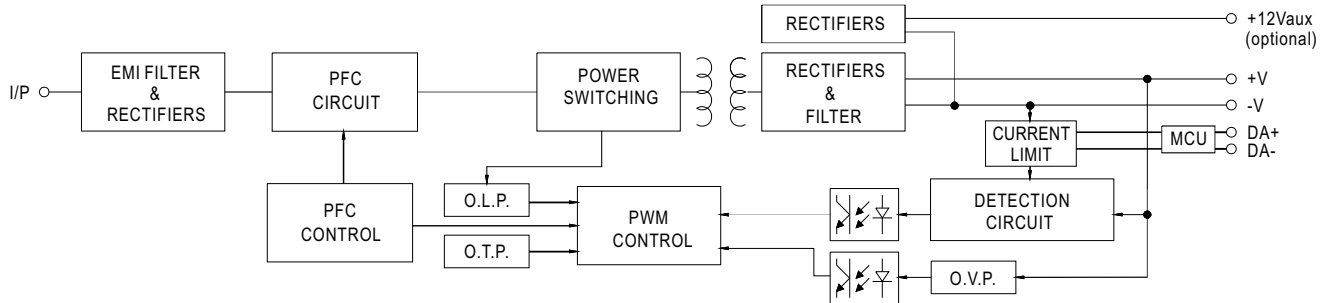 RECTIFIERS
+12Vaux
(optional)
I/P
EMI FILTER
&
RECTIFIERS
PFC
CIRCUIT
POWER
SWITCHING
RECTIFIERS
&
FILTER
+V
-V
CURRENT
LIMIT
MCU
DA+
DA-
PFC
CONTROL
O.L.P.
O.T.P.
PWM
CONTROL
DETECTION
CIRCUIT
O.V.P.